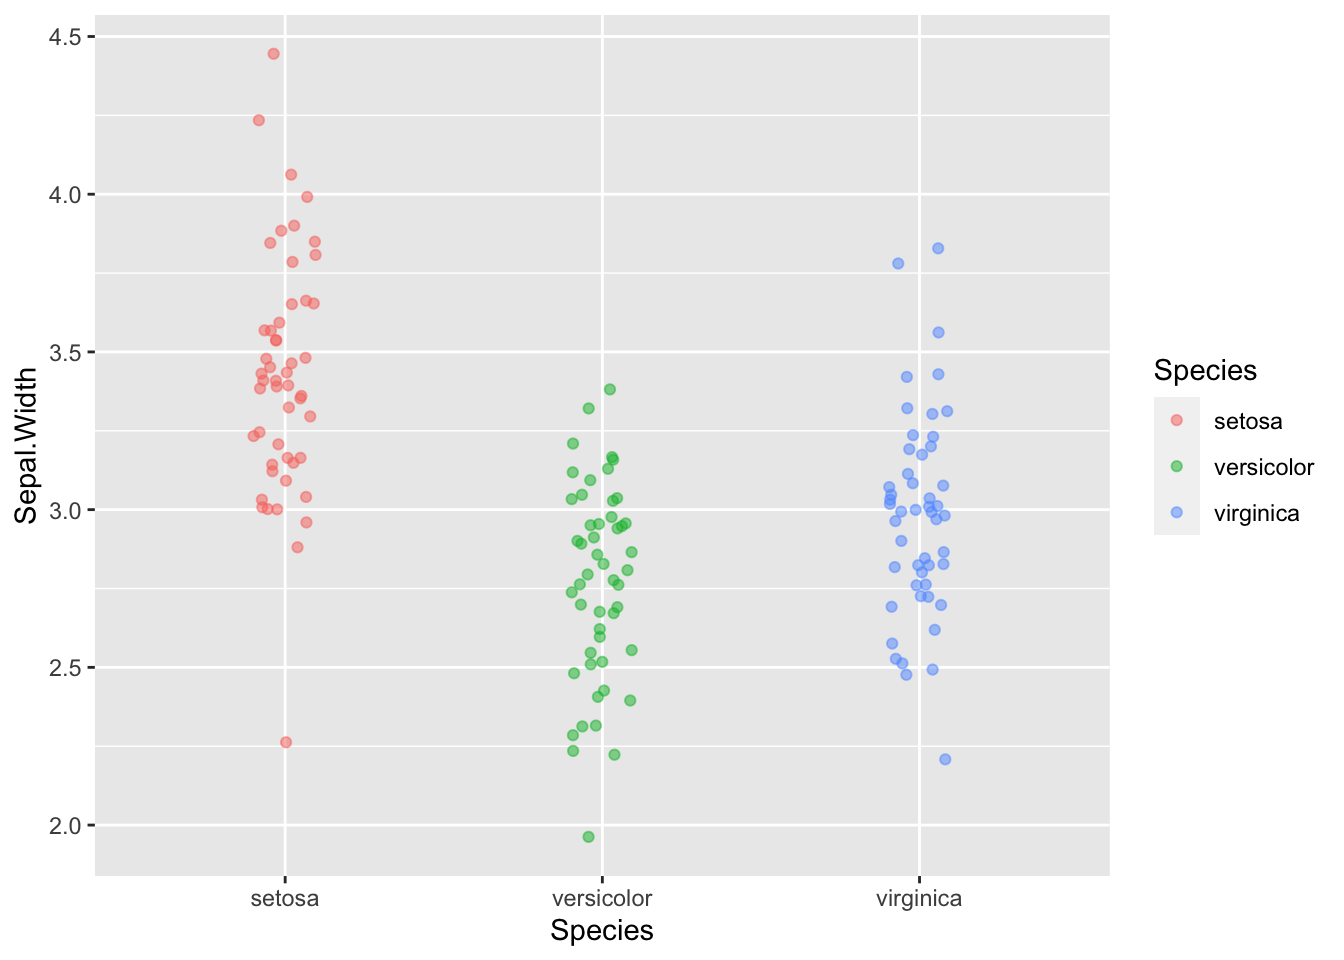 4.5
4.0
3.5
3.0
2.5
2.0
Sepal.Width
setosa
versicolor
virginica
Species
Species
setosa
versicolor
virginica